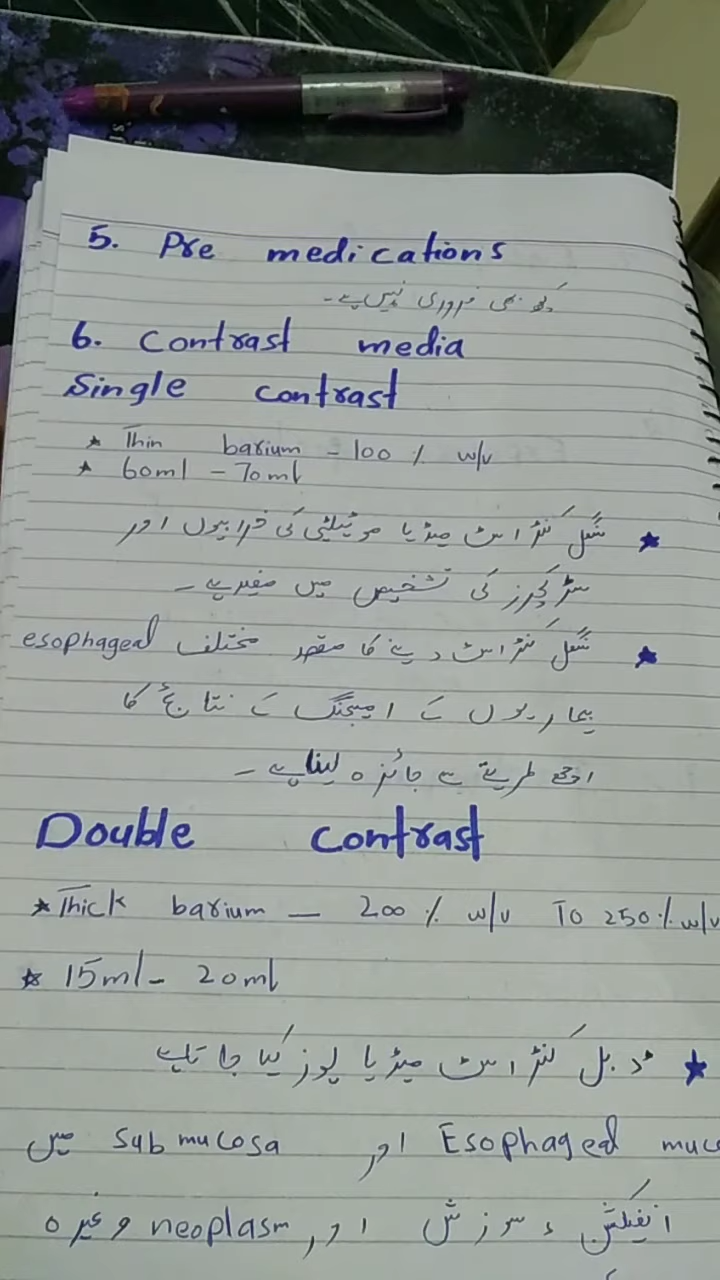 5. Pre medications
کچھ بھی ضروری نہیں ہے۔
6. Contrast media
Single contrast
★ Thin barium - 100 % w/v
★ 60ml - 70ml
★ سنگل کنٹراسٹ میڈیا موٹیلیٹی کی خرابیوں اور
سٹرکچرز کی تشخیص میں مفید ہے۔
★ سنگل کنٹراسٹ دینے کا مقصد مختلف esophageal
بیماریوں کے امیجنگ کے نتائج کا
اچھے طریقے سے جائزہ لینا ہے۔
Double contrast
★ Thick barium — 200 % w/v To 250 % w/v
★ 15ml - 20ml
★ ڈبل کنٹراسٹ میڈیا یوز کیا جاتا ہے
Esophageal muc اور Submucosa میں
انفیکشن، سوزش اور neoplasm وغیرہ